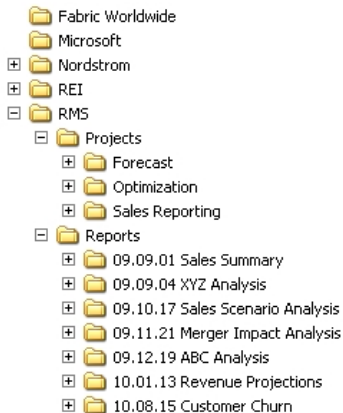 Fabric Worldwide
Microsoft
Nordstrom
REI
RMS
Projects
Forecast
Optimization
Sales Reporting
Reports
09.09.01 Sales Summary
09.09.04 XYZ Analysis
09.10.17 Sales Scenario Analysis
09.11.21 Merger Impact Analysis
09.12.19 ABC Analysis
10.01.13 Revenue Projections
10.08.15 Customer Churn